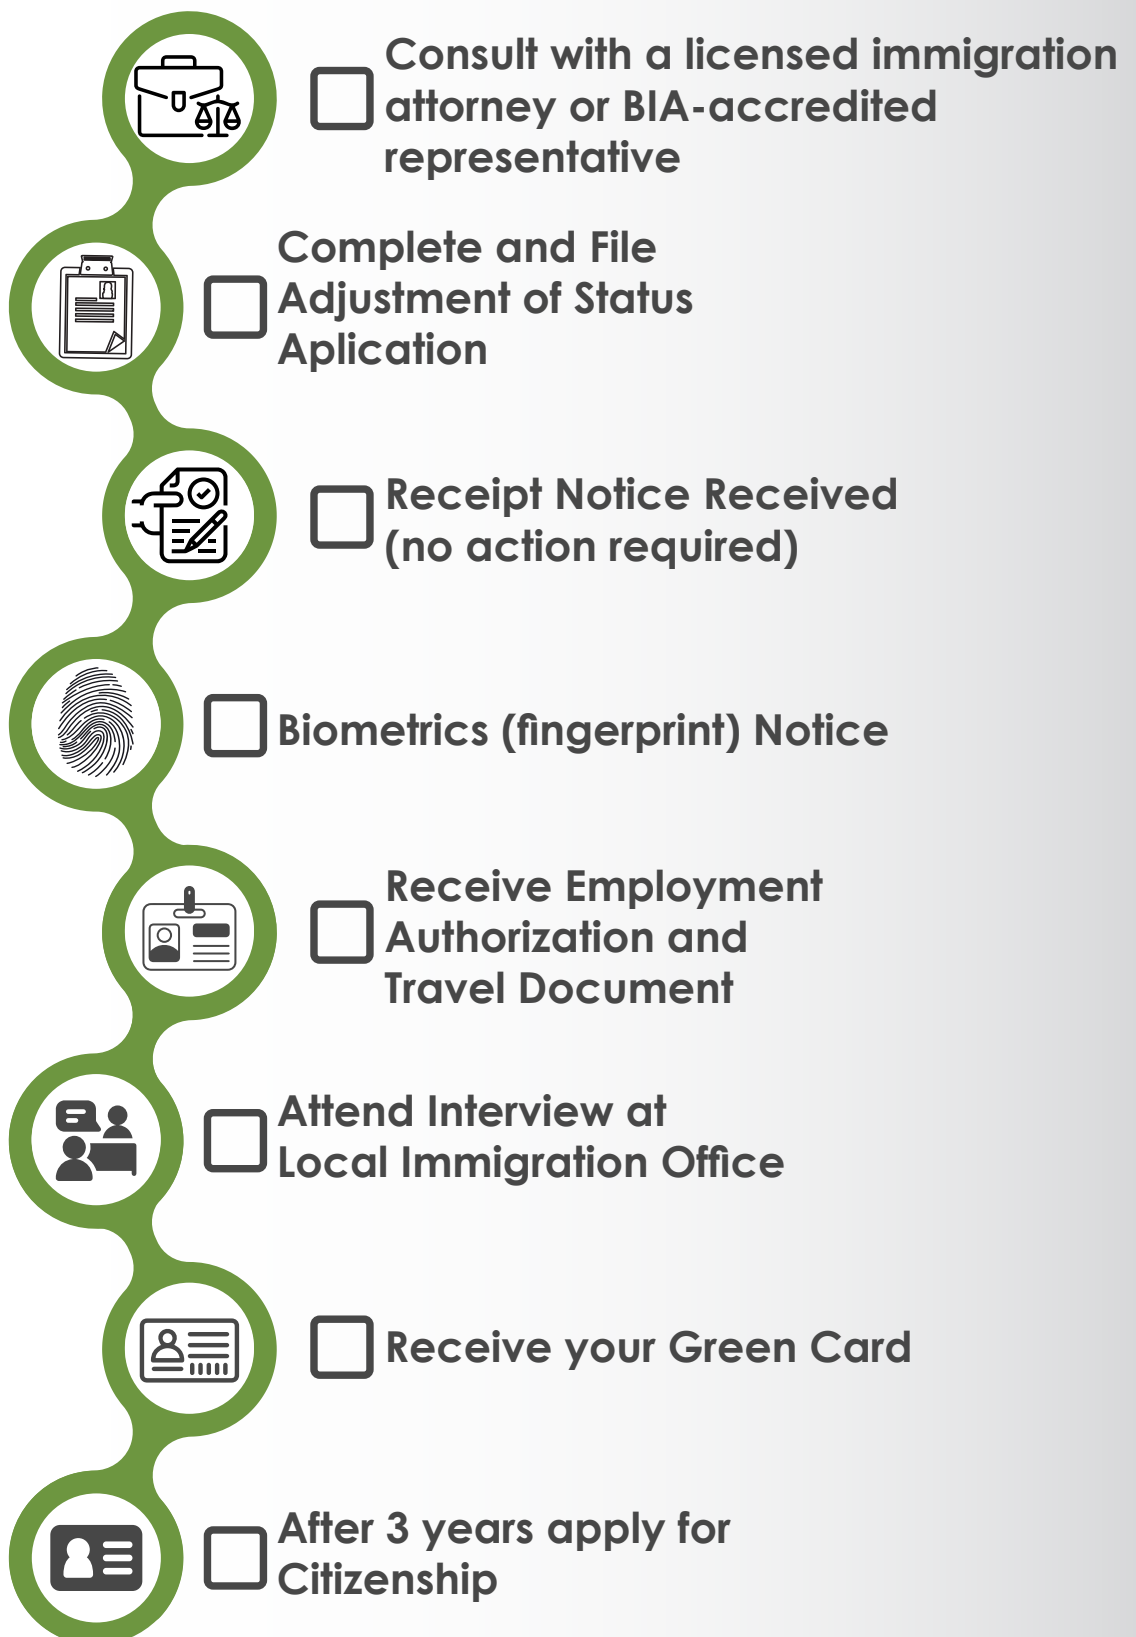 Consult with a licensed immigration
attorney or BIA-accredited
representative
Complete and File
Adjustment of Status
Aplication
Receipt Notice Received
(no action required)
Biometrics (fingerprint) Notice
Receive Employment
Authorization and
Travel Document
Attend Interview at
Local Immigration Office
Receive your Green Card
After 3 years apply for
Citizenship